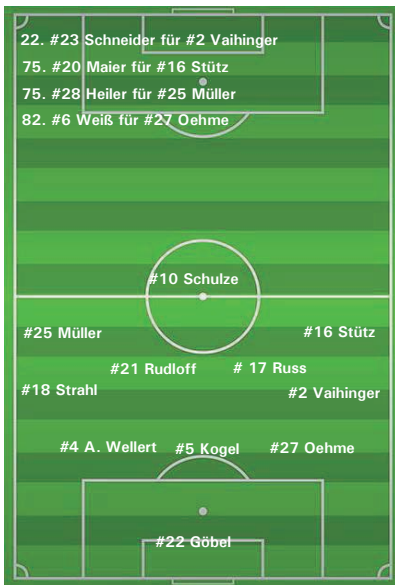 22. #23 Schneider für #2 Vaihinger
75. #20 Maier für #16 Stütz
75. #28 Heiler für #25 Müller
82. #6 Weiß für #27 Oehme
#10 Schulze
#25 Müller
#16 Stütz
#21 Rudloff
# 17 Russ
#18 Strahl
#2 Vaihinger
#4 A. Wellert
#5 Kogel
#27 Oehme
#22 Göbel